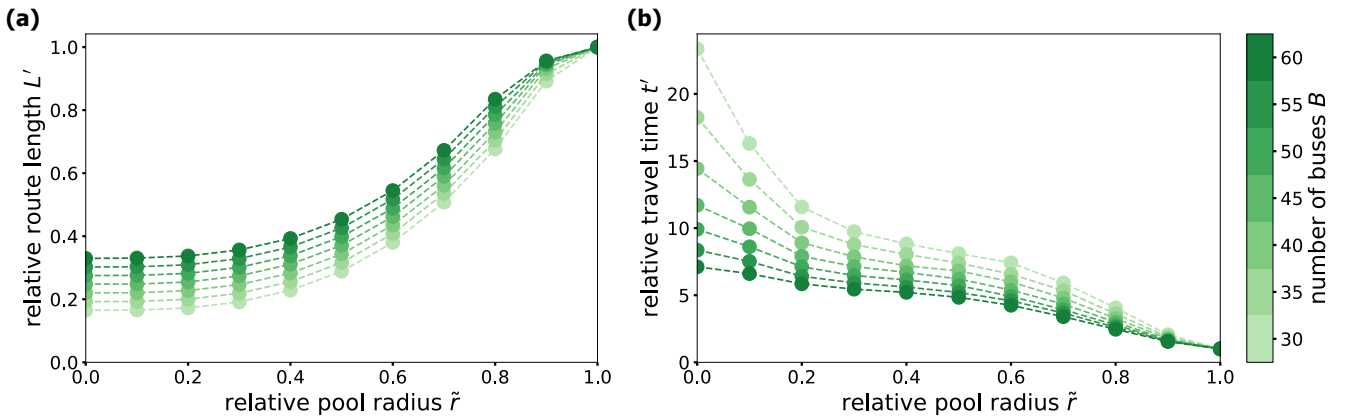 (a)
relative route length L′
1.0
0.8
0.6
0.4
0.2
0.0
0.0 0.2 0.4 0.6 0.8 1.0
relative pool radius r̃
(b)
relative travel time t′
20
15
10
5
0
0.0 0.2 0.4 0.6 0.8 1.0
relative pool radius r̃
60
55
50
45
40
35
30
number of buses B